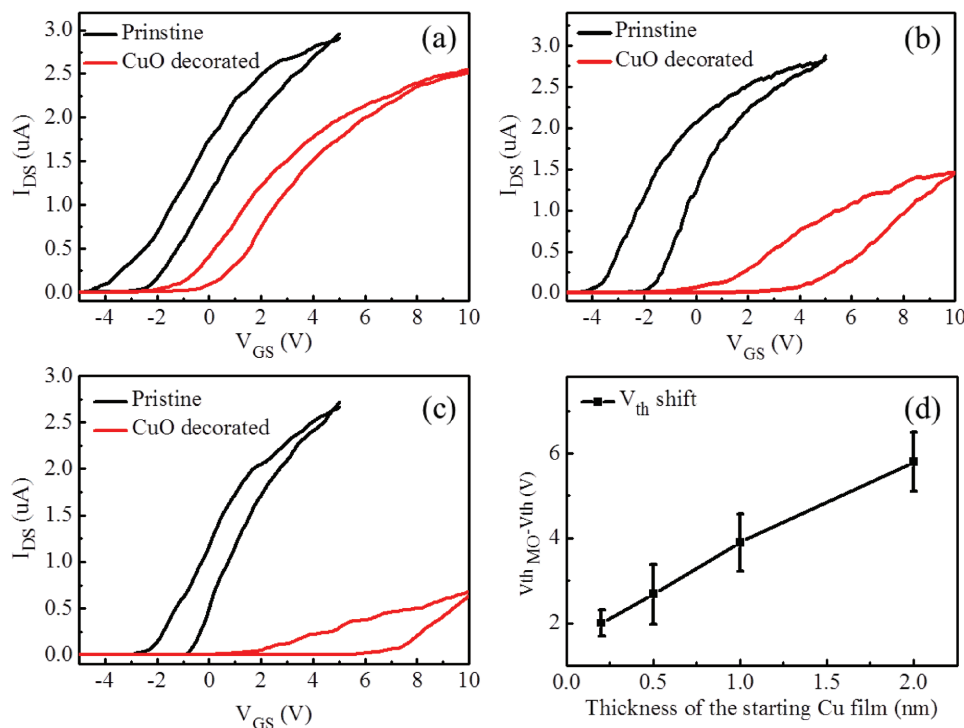 (a)
Prinstine
CuO decorated
3.0
2.5
2.0
1.5
1.0
0.5
0.0
I_DS (uA)
-4 -2 0 2 4 6 8 10
V_GS (V)
(b)
Prinstine
CuO decorated
3.0
2.5
2.0
1.5
1.0
0.5
0.0
I_DS (uA)
-4 -2 0 2 4 6 8 10
V_GS (V)
(c)
Pristine
CuO decorated
3.0
2.5
2.0
1.5
1.0
0.5
0.0
I_DS (uA)
-4 -2 0 2 4 6 8 10
V_GS (V)
(d)
V_th shift
6
4
2
Vth_MO-Vth (V)
0.0 0.5 1.0 1.5 2.0
Thickness of the starting Cu film (nm)